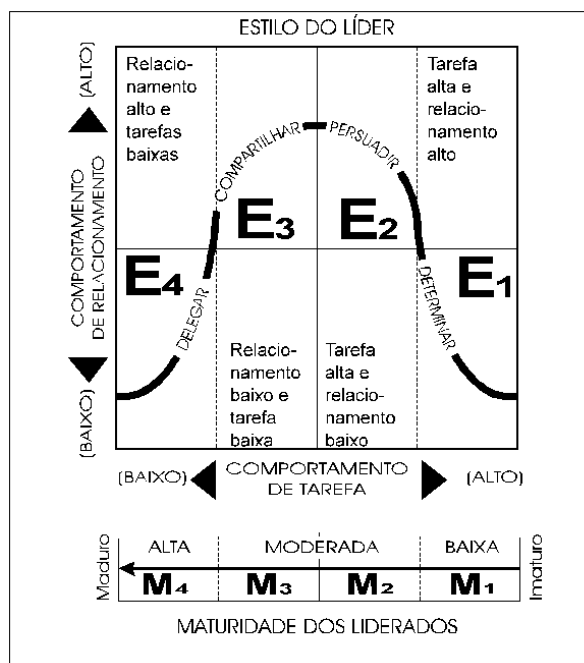 ESTILO DO LÍDER
(ALTO)
COMPORTAMENTO
DE RELACIONAMENTO
(BAIXO)
Relacio-
namento
alto e
tarefas
baixas
Tarefa
alta e
relacio-
namento
alto
COMPARTILHAR
PERSUADIR
E3
E2
E4
E1
DELEGAR
DETERMINAR
Relacio-
namento
baixo e
tarefa
baixa
Tarefa
alta e
relacio-
namento
baixo
(BAIXO)
COMPORTAMENTO
DE TAREFA
(ALTO)
Maduro
ALTA
MODERADA
BAIXA
Imaturo
M4
M3
M2
M1
MATURIDADE DOS LIDERADOS